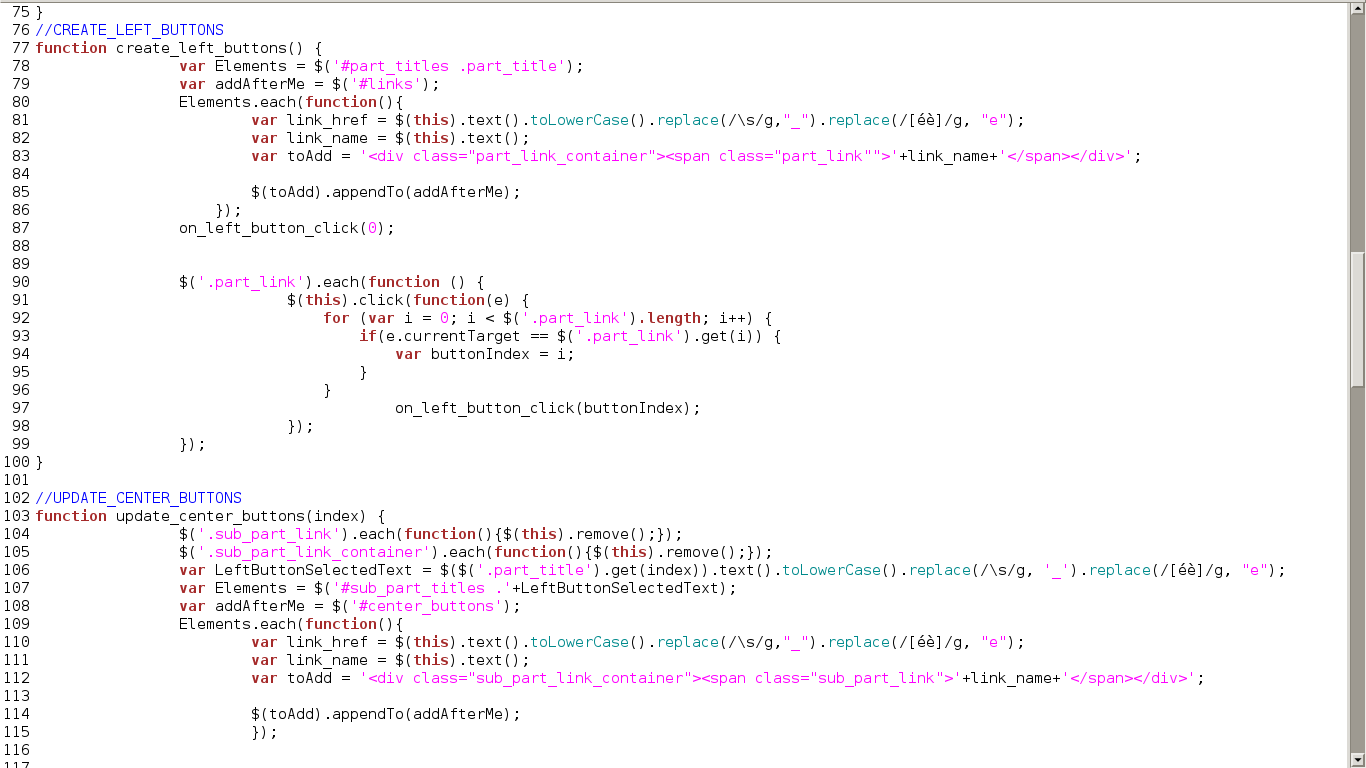 75 }
76 //CREATE_LEFT_BUTTONS
77 function create_left_buttons() {
78 var Elements = $('#part_titles .part_title');
79 var addAfterMe = $('#links');
80 Elements.each(function(){
81 var link_href = $(this).text().toLowerCase().replace(/\s/g,"_").replace(/[éè]/g, "e");
82 var link_name = $(this).text();
83 var toAdd = '<div class="part_link_container"><span class="part_link"">'+link_name+'</span></div>';
84
85 $(toAdd).appendTo(addAfterMe);
86 });
87 on_left_button_click(0);
88
89
90 $('.part_link').each(function () {
91 $(this).click(function(e) {
92 for (var i = 0; i < $('.part_link').length; i++) {
93 if(e.currentTarget == $('.part_link').get(i)) {
94 var buttonIndex = i;
95 }
96 }
97 on_left_button_click(buttonIndex);
98 });
99 });
100 }
101
102 //UPDATE_CENTER_BUTTONS
103 function update_center_buttons(index) {
104 $('.sub_part_link').each(function(){$(this).remove();});
105 $('.sub_part_link_container').each(function(){$(this).remove();});
106 var LeftButtonSelectedText = $($('.part_title').get(index)).text().toLowerCase().replace(/\s/g, '_').replace(/[éè]/g, "e");
107 var Elements = $('#sub_part_titles .'+LeftButtonSelectedText);
108 var addAfterMe = $('#center_buttons');
109 Elements.each(function(){
110 var link_href = $(this).text().toLowerCase().replace(/\s/g,"_").replace(/[éè]/g, "e");
111 var link_name = $(this).text();
112 var toAdd = '<div class="sub_part_link_container"><span class="sub_part_link">'+link_name+'</span></div>';
113
114 $(toAdd).appendTo(addAfterMe);
115 });
116
117